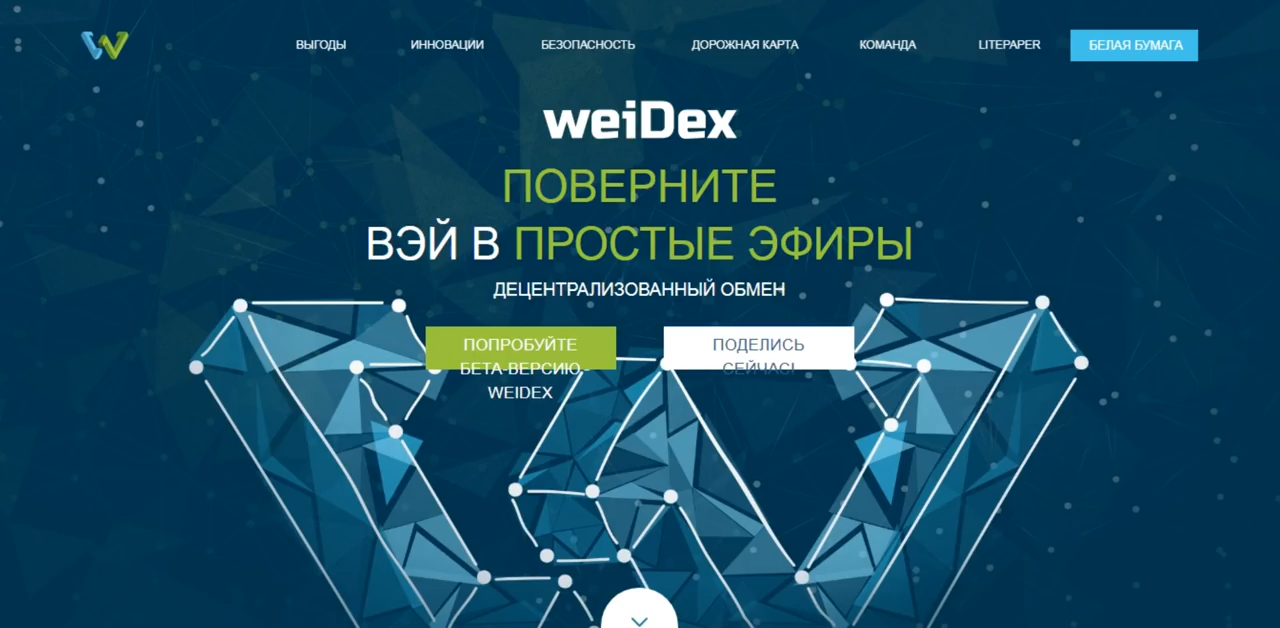 ВЫГОДЫ ИННОВАЦИИ БЕЗОПАСНОСТЬ ДОРОЖНАЯ КАРТА КОМАНДА LITEPAPER БЕЛАЯ БУМАГА
weiDex
ПОВЕРНИТЕ
ВЭЙ В ПРОСТЫЕ ЭФИРЫ
ДЕЦЕНТРАЛИЗОВАННЫЙ ОБМЕН
ПОПРОБУЙТЕ
БЕТА-ВЕРСИЮ
WEIDEX
ПОДЕЛИСЬ
СЕЙЧАС!